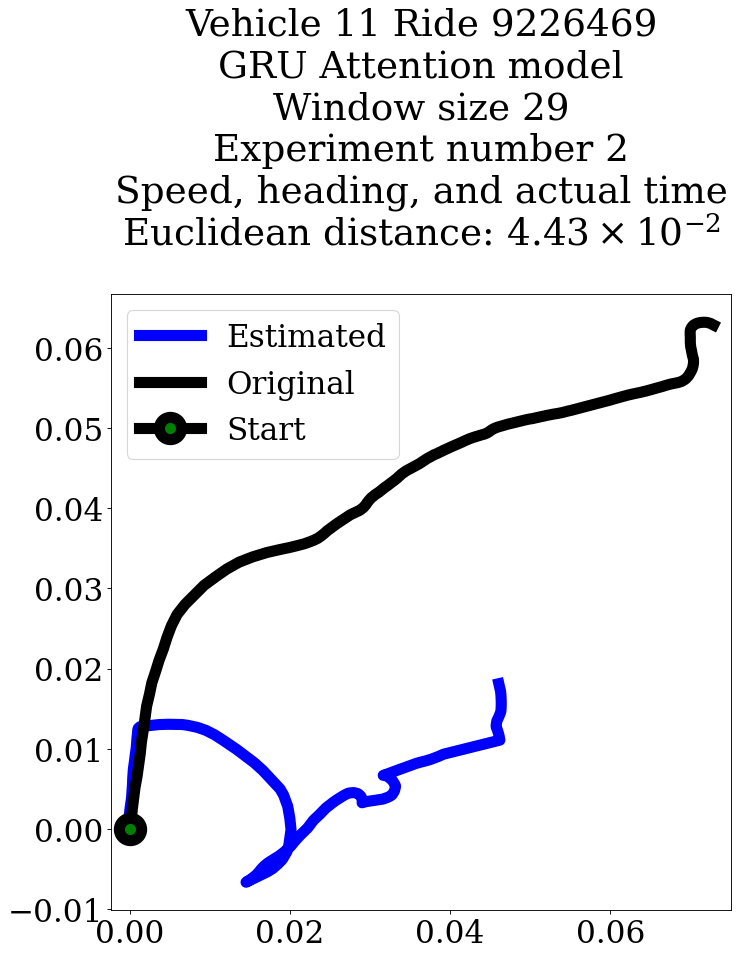 Vehicle 11 Ride 9226469
GRU Attention model
Window size 29
Experiment number 2
Speed, heading, and actual time
Euclidean distance: 4.43 × 10⁻²
Estimated
Original
Start
0.06
0.05
0.04
0.03
0.02
0.01
0.00
−0.01
0.00 0.02 0.04 0.06